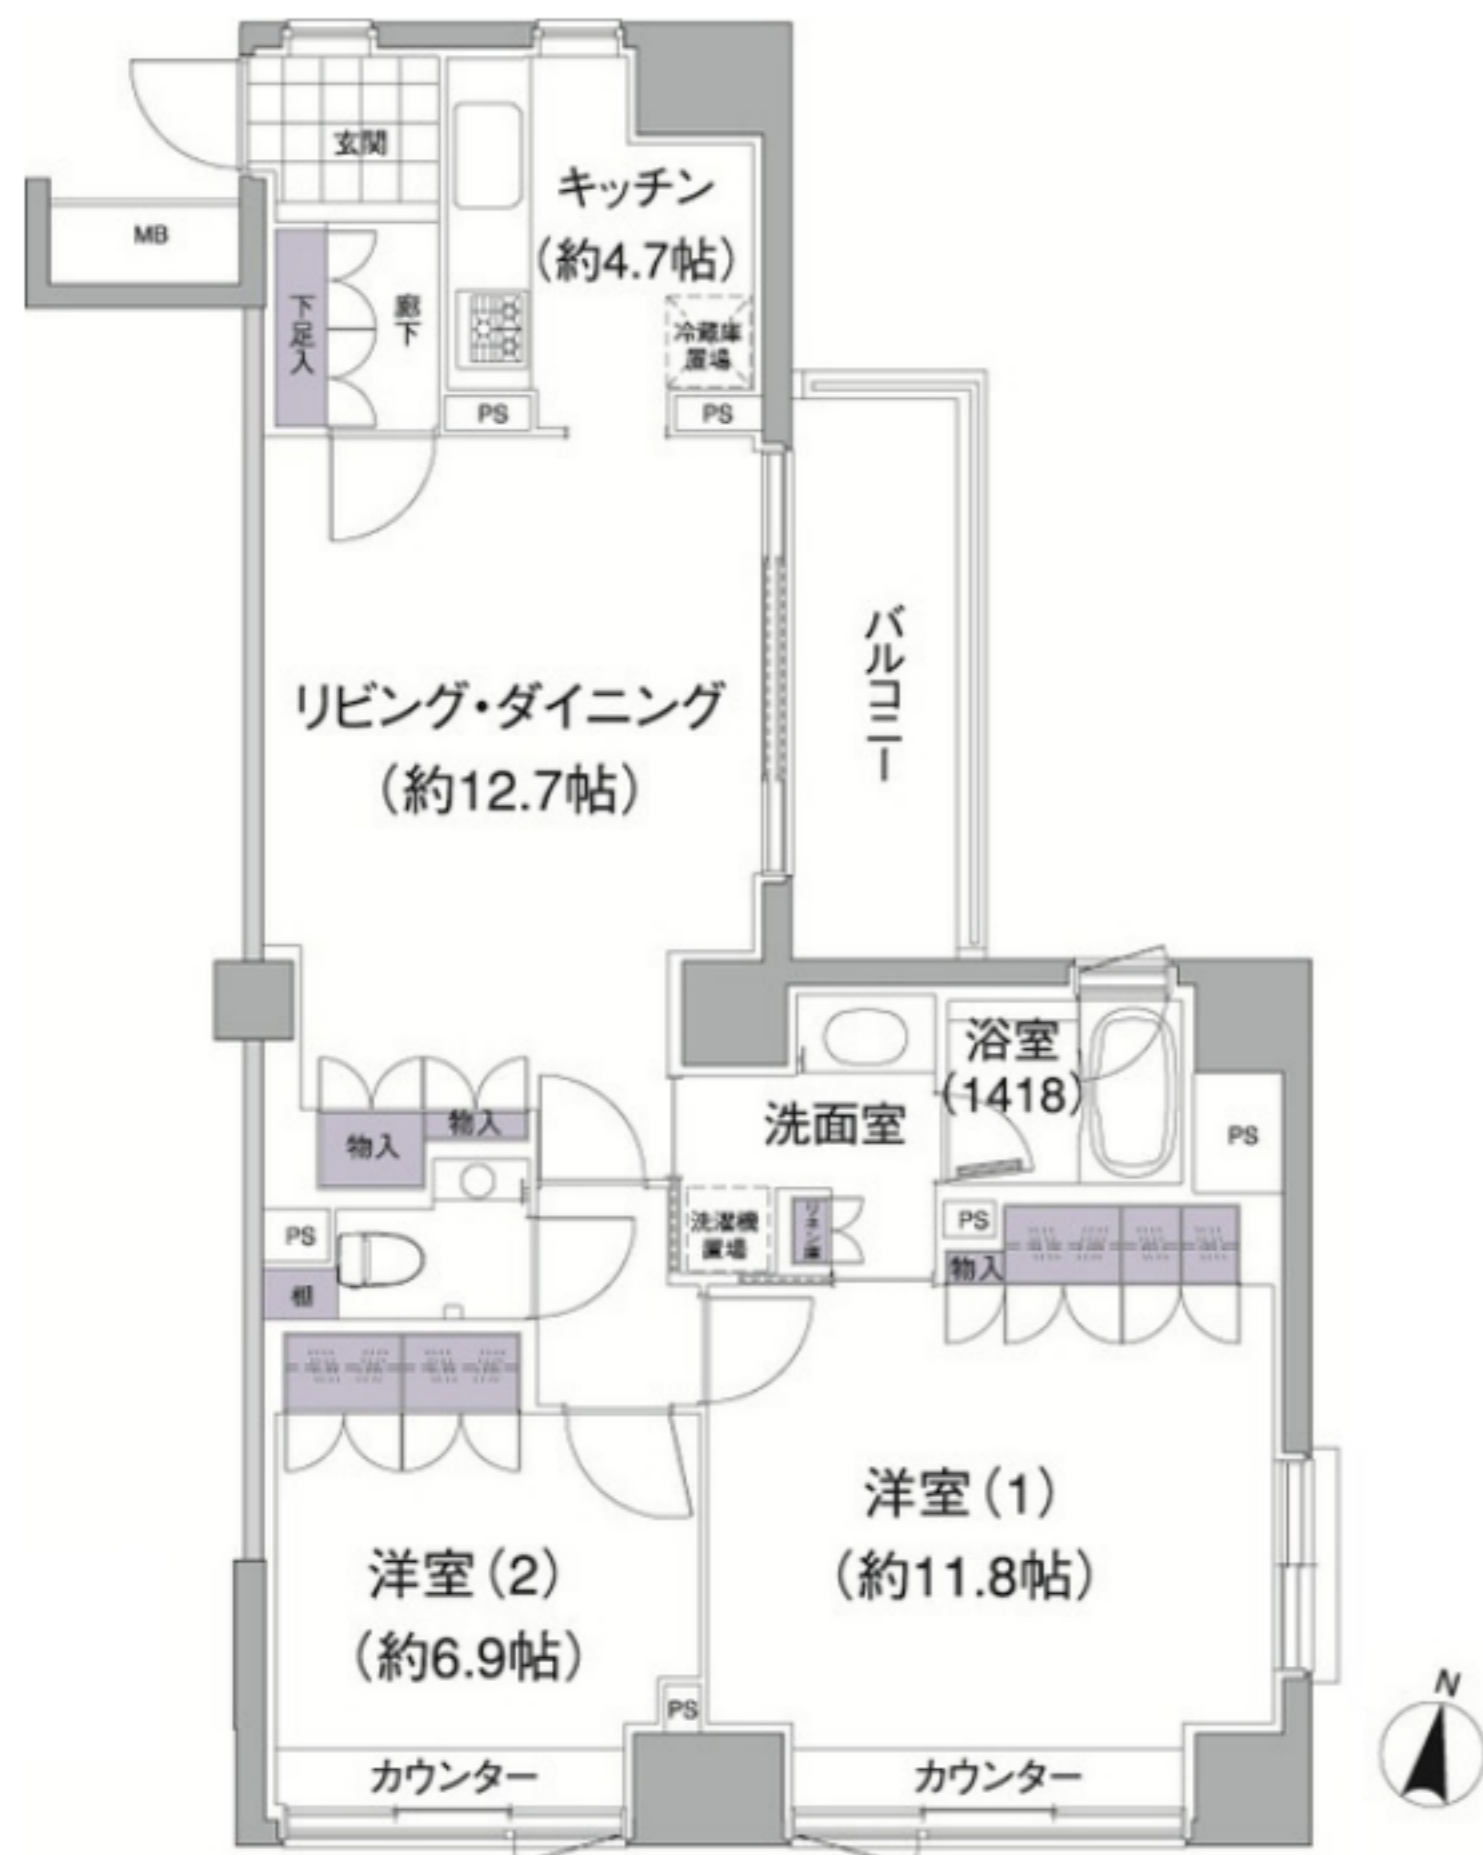 玄関
キッチン
(約4.7帖)
MB
下足入
廊下
冷蔵庫
置場
PS
PS
バルコニー
リビング・ダイニング
(約12.7帖)
浴室
(1418)
洗面室
物入
物入
PS
PS
洗濯機
置場
リネン庫
PS
物入
棚
洋室(1)
(約11.8帖)
洋室(2)
(約6.9帖)
PS
N
カウンター
カウンター